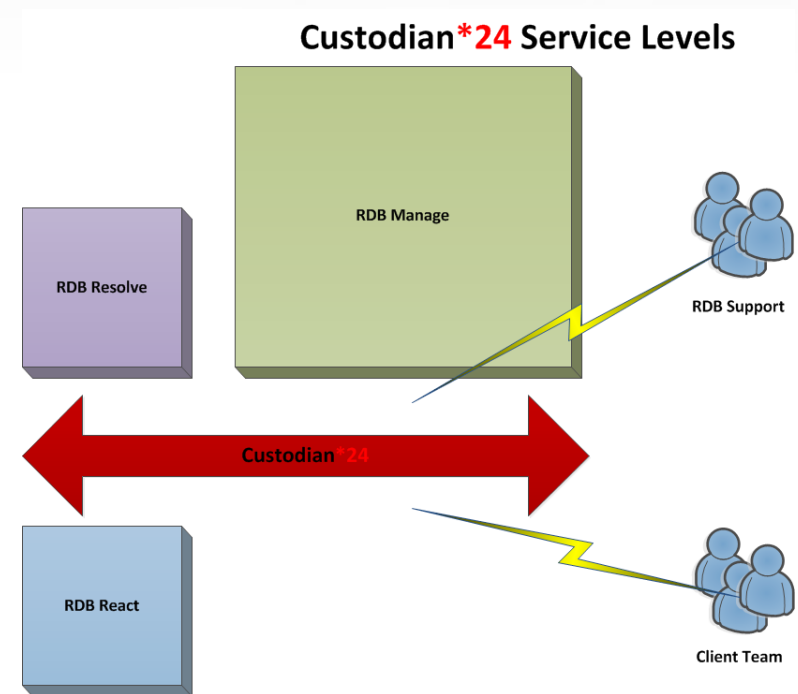 Custodian*24 Service Levels
RDB Manage
RDB Resolve
RDB Support
Custodian*24
RDB React
Client Team